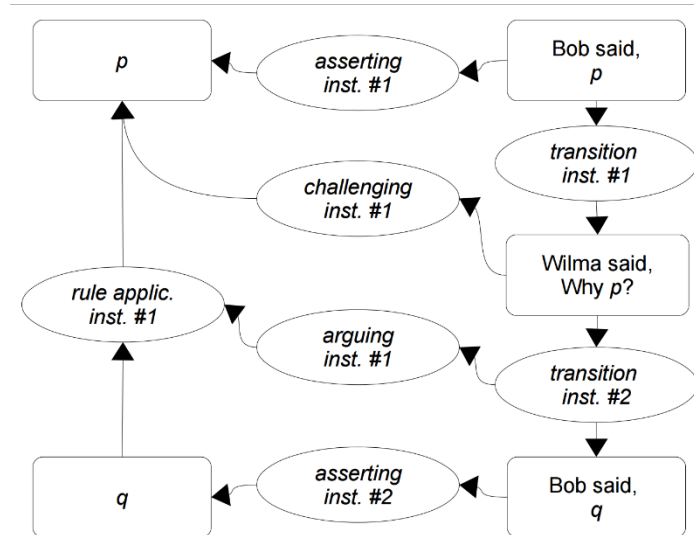 p
asserting
inst. #1
Bob said,
p
transition
inst. #1
challenging
inst. #1
Wilma said,
Why p?
rule applic.
inst. #1
arguing
inst. #1
transition
inst. #2
q
asserting
inst. #2
Bob said,
q